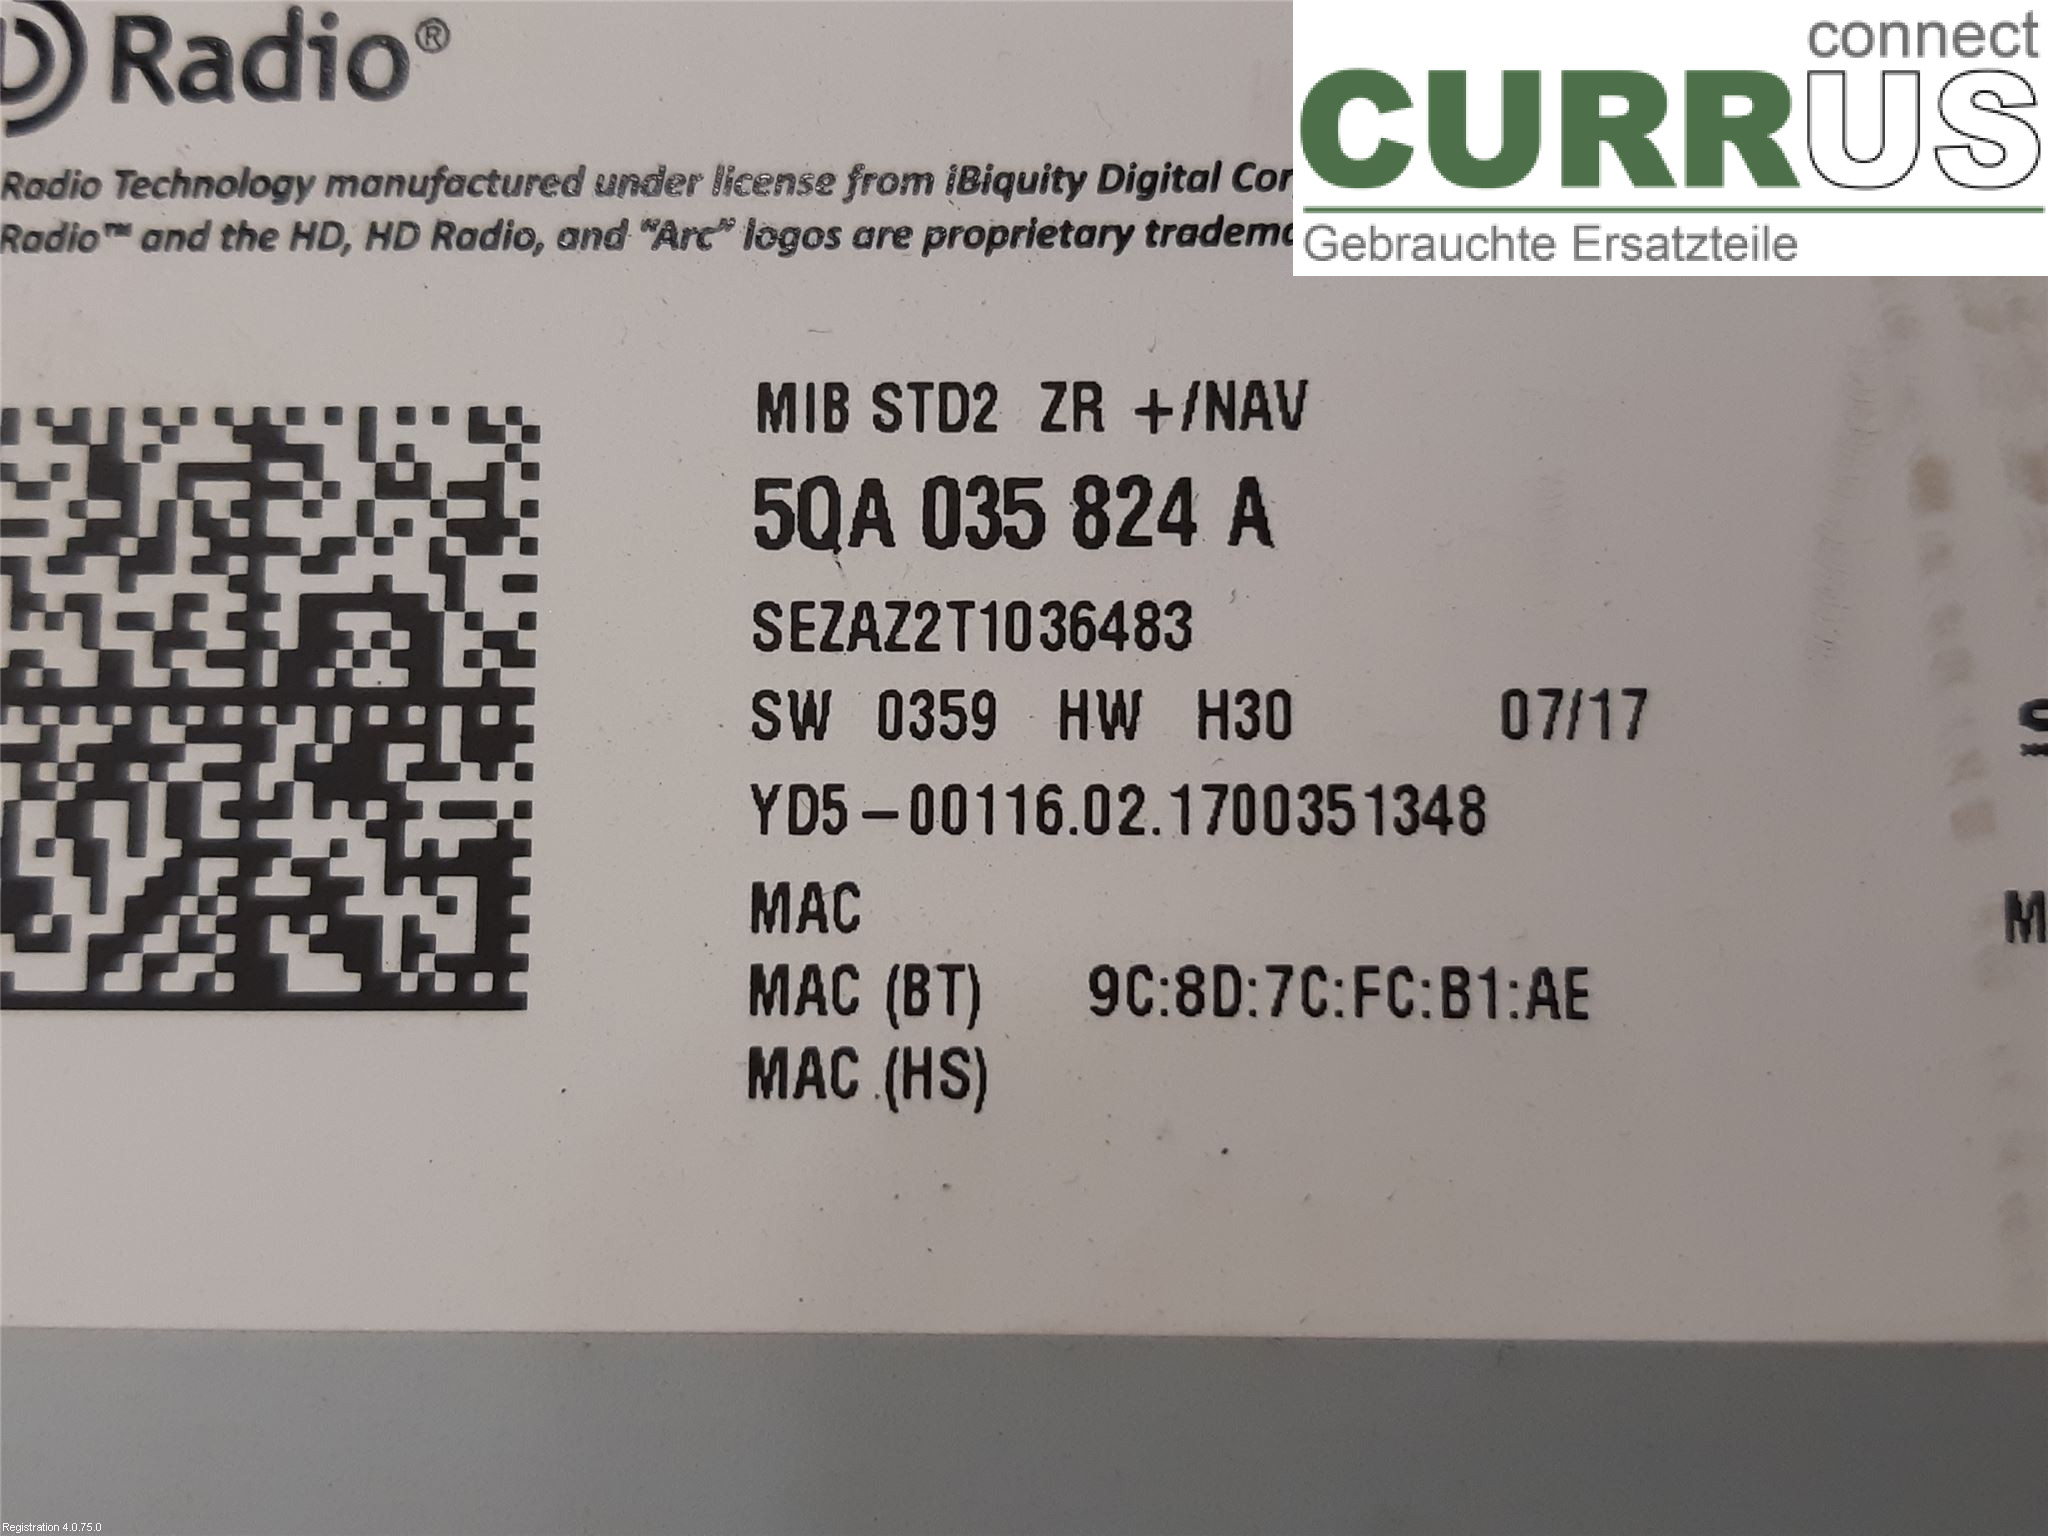 Radio®
connect
CURRUS
Gebrauchte Ersatzteile
Radio Technology manufactured under license from iBiquity Digital
Radio™ and the HD, HD Radio, and "Arc" logos are proprietary
MIB STD2 ZR +/NAV
5QA 035 824 A
SEZAZ2T1036483
SW 0359 HW H30 07/17
YD5-00116.02.1700351348
MAC
MAC (BT) 9C:8D:7C:FC:B1:AE
MAC (HS)
Registration 4.0.75.0